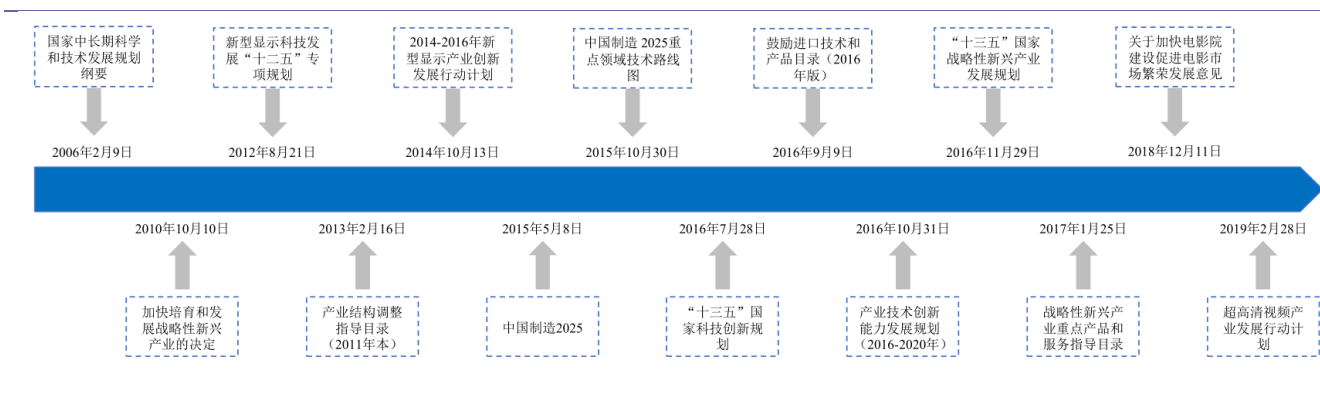 国家中长期科学
和技术发展规划
纲要
新型显示科技发
展“十二五”专
项规划
2014-2016年新
型显示产业创新
发展行动计划
中国制造 2025重
点领域技术路线
图
鼓励进口技术和
产品目录（2016
年版）
“十三五”国家
战略性新兴产业
发展规划
关于加快电影院
建设促进电影市
场繁荣发展意见
2006年2月9日
2012年8月21日
2014年10月13日
2015年10月30日
2016年9月9日
2016年11月29日
2018年12月11日
2010年10月10日
2013年2月16日
2015年5月8日
2016年7月28日
2016年10月31日
2017年1月25日
2019年2月28日
加快培育和发
展战略性新兴
产业的决定
产业结构调整
指导目录
（2011年本）
中国制造2025
“十三五”国
家科技创新规
划
产业技术创新
能力发展规划
（2016-2020年）
战略性新兴产
业重点产品和
服务指导目录
超高清视频产
业发展行动计
划